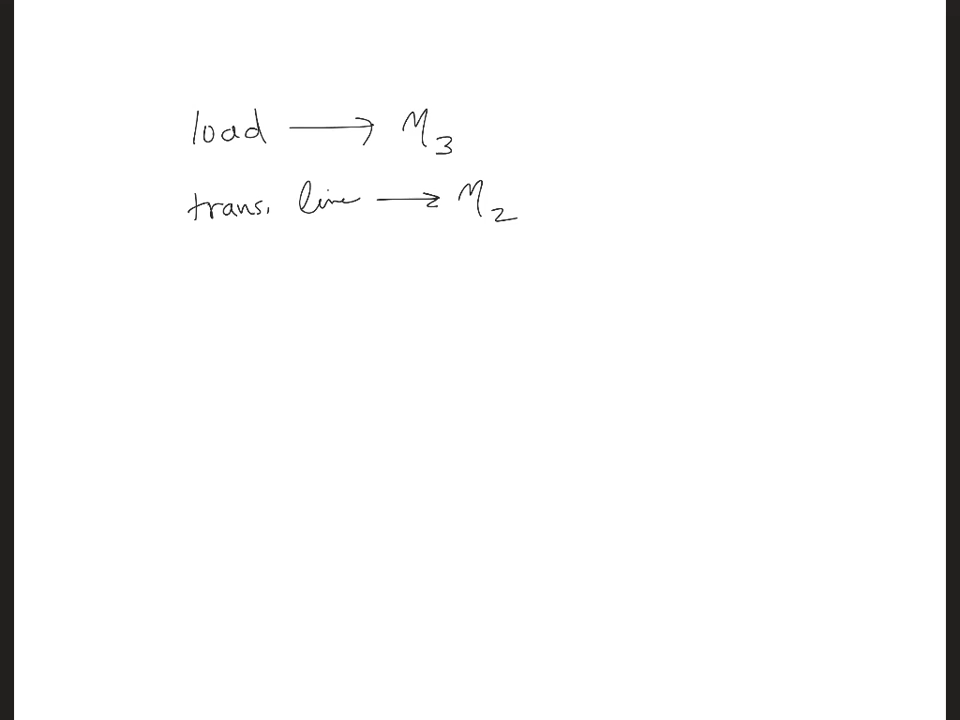 load → η₃
trans. line → η₂